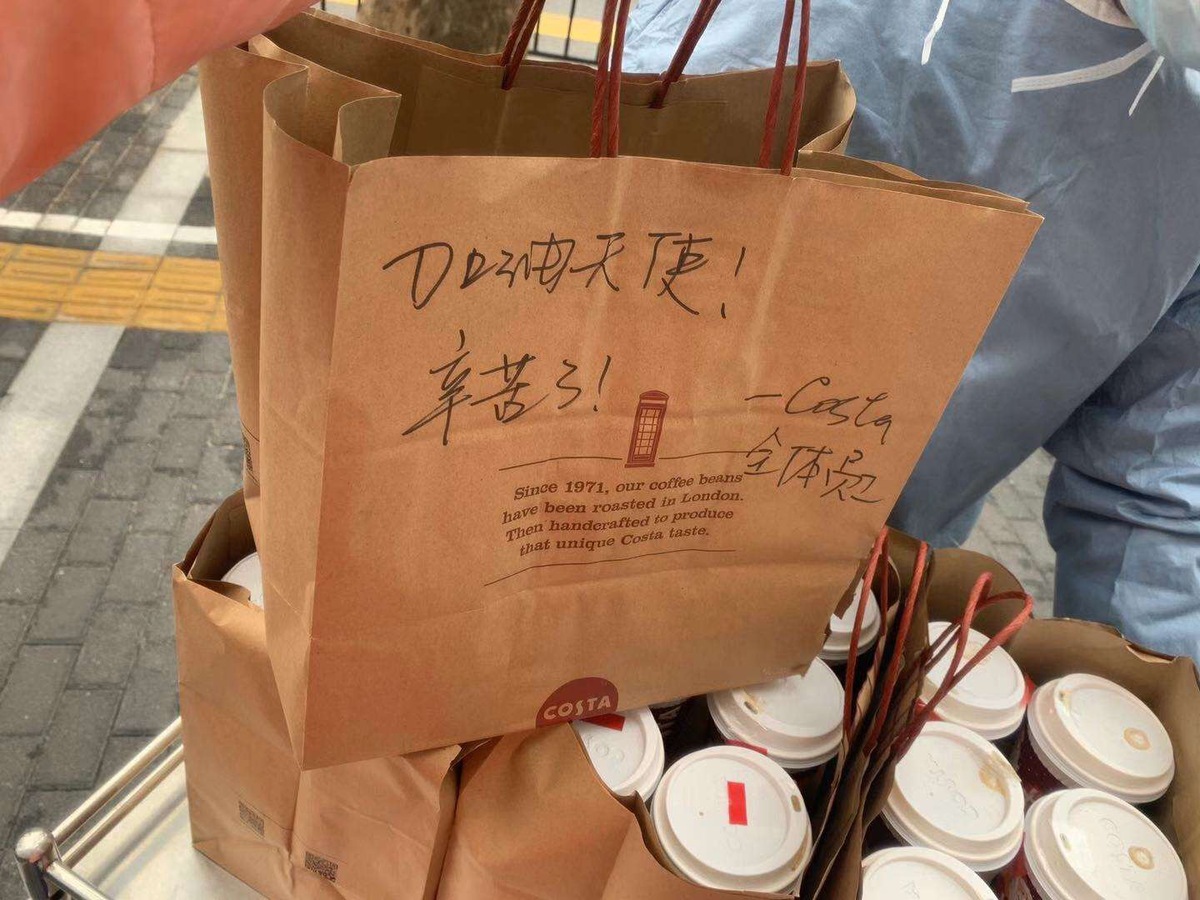 加油天使！
辛苦了！
—Costa
全体员
Since 1971, our coffee beans
have been roasted in London.
Then handcrafted to produce
that unique Costa taste.
COSTA